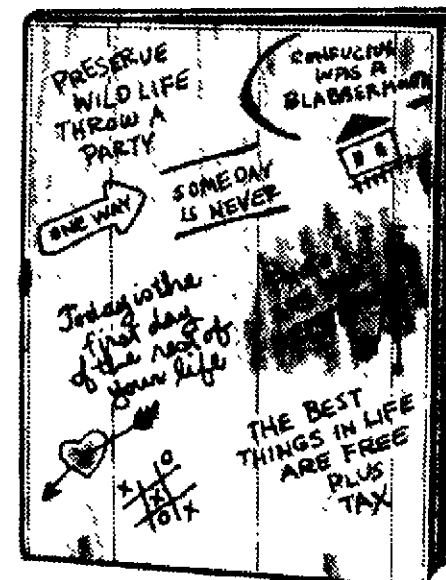 PRESERVE
WILD LIFE
THROW A
PARTY
CONFUCIUS
WAS A
BLABBERMOUTH
ONE WAY
SOMEDAY
IS NEVER
Today is the
first day
of the rest of
your life
THE BEST
THINGS IN LIFE
ARE FREE
PLUS
TAX
O
X X
O X